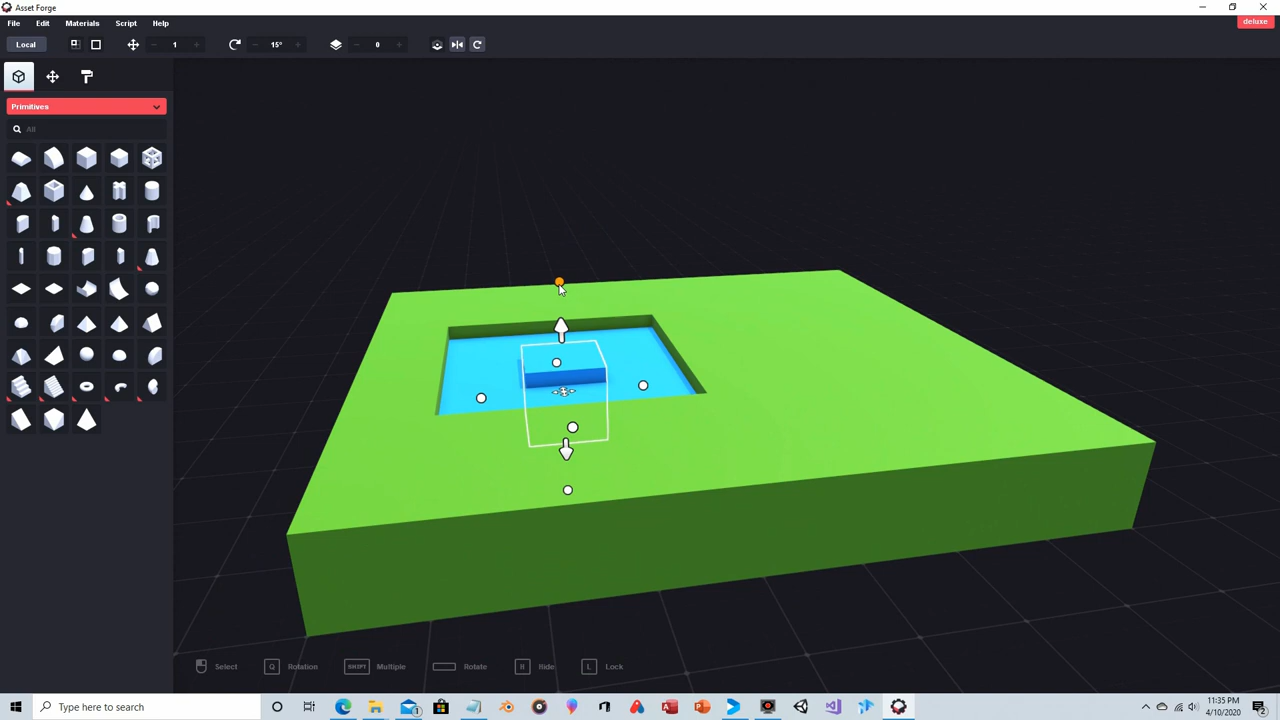 Asset Forge
File Edit Materials Script Help
deluxe
Local 1 15° 0
Primitives
All
Select Q Rotation SHIFT Multiple Rotate H Hide L Lock
Type here to search
11:35 PM
4/10/2020